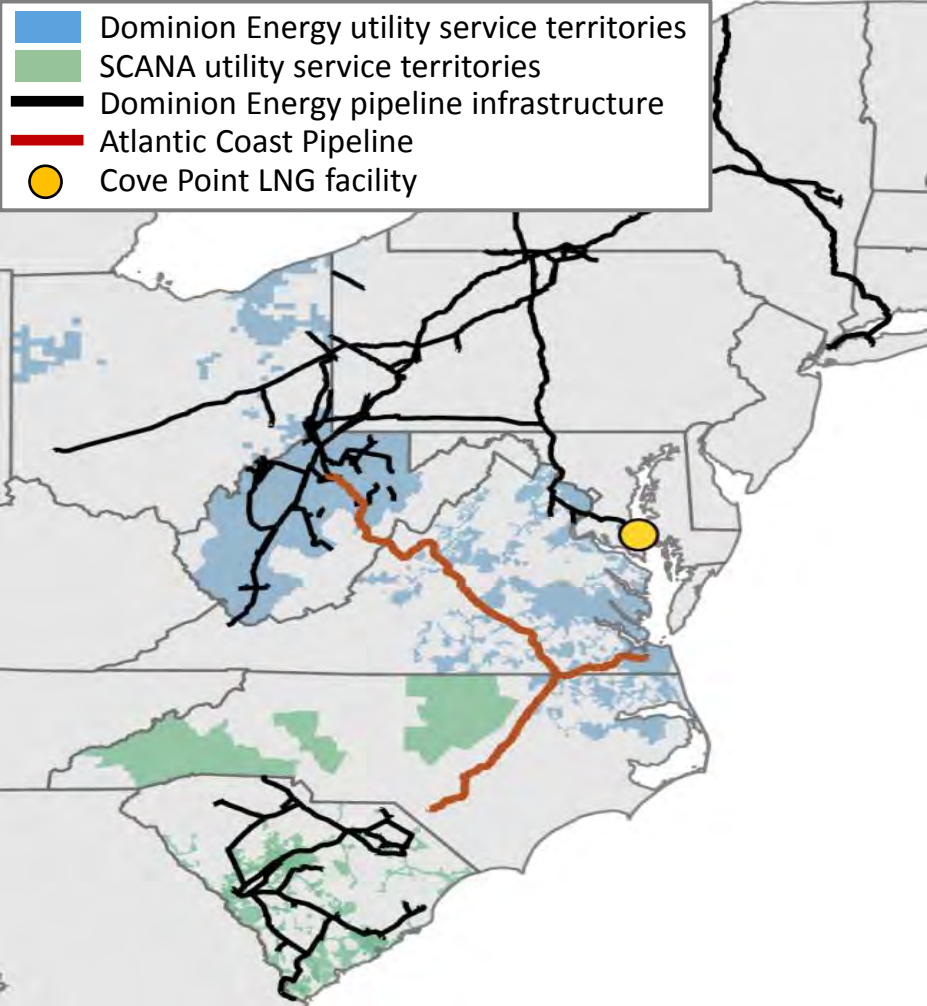 Dominion Energy utility service territories
SCANA utility service territories
Dominion Energy pipeline infrastructure
Atlantic Coast Pipeline
Cove Point LNG facility